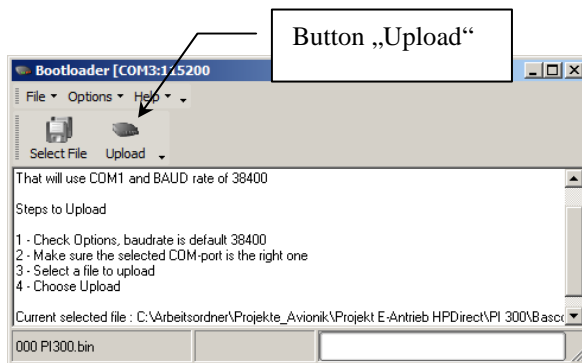 Button „Upload“
Bootloader [COM3:115200
File Options Help
Select File Upload
That will use COM1 and BAUD rate of 38400
Steps to Upload
1 - Check Options, baudrate is default 38400
2 - Make sure the selected COM-port is the right one
3 - Select a file to upload
4 - Choose Upload
Current selected file : C:\Arbeitsordner\Projekte_Avionik\Projekt E-Antrieb HPDirect\PI 300\Basco
000 PI300.bin